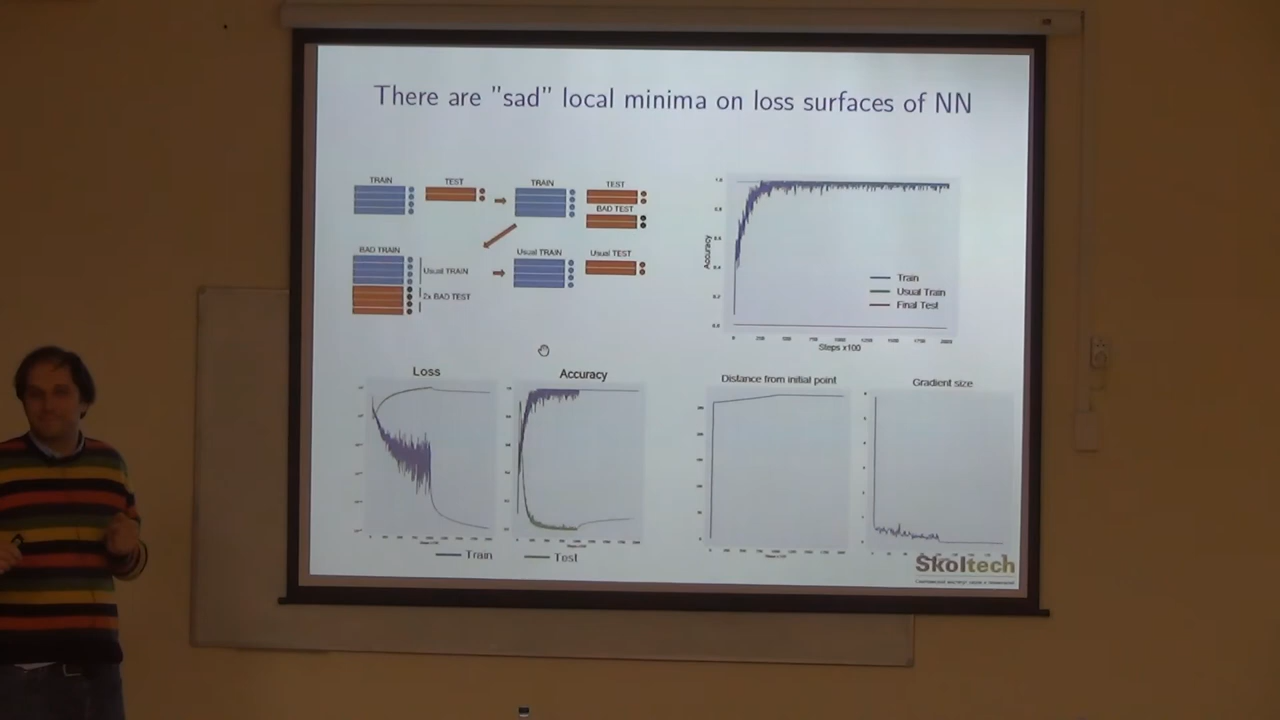 There are "sad" local minima on loss surfaces of NN
TRAIN
TEST
TRAIN
TEST
BAD TEST
BAD TRAIN
Usual TRAIN
2x BAD TEST
Usual TRAIN
Usual TEST
Accuracy
Train
Usual Train
Final Test
Steps x100
Loss
Accuracy
Train
Test
Distance from initial point
Gradient size
Skoltech